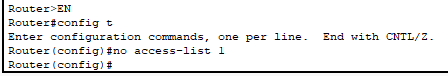 Router>EN
Router#config t
Enter configuration commands, one per line.  End with CNTL/Z.
Router(config)#no access-list 1
Router(config)#